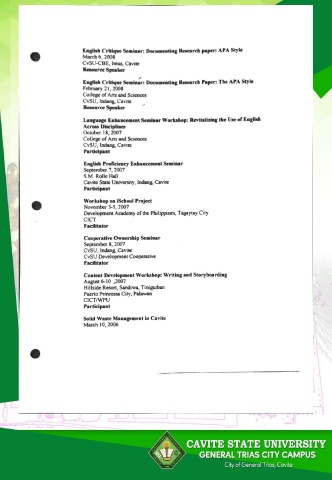 English Critique Seminar: Documenting Research paper: APA Style
March 6, 2008
CvSU-CBE, Imus, Cavite
Resource Speaker
English Critique Seminar: Documenting Research Paper: The APA Style
February 21, 2008
College of Arts and Sciences
CvSU, Indang, Cavite
Resource Speaker
Language Enhancement Seminar Workshop: Revitalizing the Use of English
Across Disciplines
October 18, 2007
College of Arts and Sciences
CvSU, Indang, Cavite
Participant
English Proficiency Enhancement Seminar
September 7, 2007
S.M. Rolle Hall
Cavite State University, Indang, Cavite
Participant
Workshop on iSchool Project
November 3-5, 2007
Development Academy of the Philippines, Tagaytay City
CICT
Facilitator
Cooperative Ownership Seminar
September 8, 2007
CvSU, Indang, Cavite
CvSU Development Cooperative
Facilitator
Content Development Workshop: Writing and Storyboarding
August 6-10 ,2007
Hillside Resort, Sandiwa, Tiniguiban
Puerto Princessa City, Palawan
CICT/WPU
Participant
Solid Waste Management in Cavite
March 10, 2006
CAVITE STATE UNIVERSITY
GENERAL TRIAS CITY CAMPUS
City of General Trias, Cavite